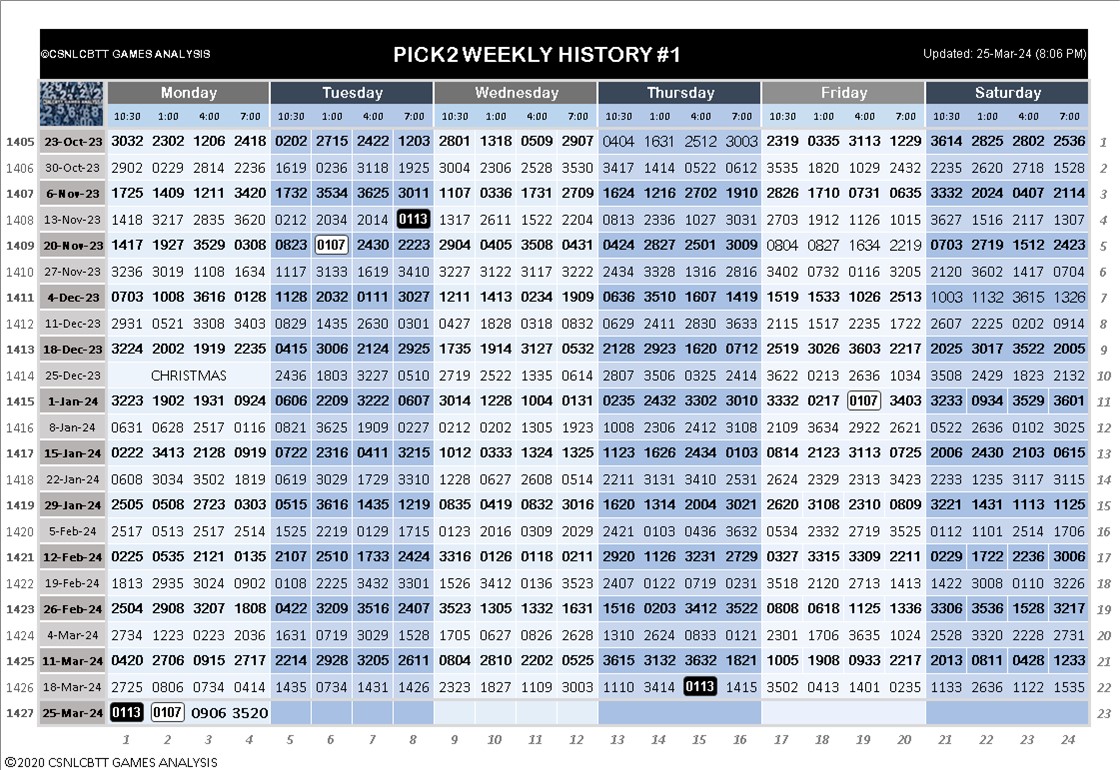 ©CSNLCBTT GAMES ANALYSIS PICK2 WEEKLY HISTORY #1 Updated: 25-Mar-24 (8:06 PM)
Monday Tuesday Wednesday Thursday Friday Saturday
10:30 1:00 4:00 7:00 10:30 1:00 4:00 7:00 10:30 1:00 4:00 7:00 10:30 1:00 4:00 7:00 10:30 1:00 4:00 7:00 10:30 1:00 4:00 7:00
1405 23-Oct-23 3032 2302 1206 2418 0202 2715 2422 1203 2801 1318 0509 2907 0404 1631 2512 3003 2319 0335 3113 1229 3614 2825 2802 2536 1
1406 30-Oct-23 2902 0229 2814 2236 1619 0236 3118 1925 3004 2306 2528 3530 3417 1414 0522 0612 3535 1820 1029 2432 2235 2620 2718 1528 2
1407 6-Nov-23 1725 1409 1211 3420 1732 3534 3625 3011 1107 0336 1731 2709 1624 1216 2702 1910 2826 1710 0731 0635 3332 2024 0407 2114 3
1408 13-Nov-23 1418 3217 2835 3620 0212 2034 2014 0113 1317 2611 1522 2204 0813 2336 1027 3031 2703 1912 1126 1015 3627 1516 2117 1307 4
1409 20-Nov-23 1417 1927 3529 0308 0823 0107 2430 2223 2904 0405 3508 0431 0424 2827 2501 3009 0804 0827 1634 2219 0703 2719 1512 2423 5
1410 27-Nov-23 3236 3019 1108 1634 1117 3133 1619 3410 3227 3122 3117 3222 2434 3328 1316 2816 3402 0732 0116 3205 2120 3602 1417 0704 6
1411 4-Dec-23 0703 1008 3616 0128 1128 2032 0111 3027 1211 1413 0234 1909 0636 3510 1607 1419 1519 1533 1026 2513 1003 1132 3615 1326 7
1412 11-Dec-23 2931 0521 3308 3403 0829 1435 2630 0301 0427 1828 0318 0832 0629 2411 2830 3633 2115 1517 2235 1722 2607 2225 0202 0914 8
1413 18-Dec-23 3224 2002 1919 2235 0415 3006 2124 2925 1735 1914 3127 0532 2128 2923 1620 0712 2519 3026 3603 2217 2025 3017 3522 2005 9
1414 25-Dec-23 CHRISTMAS 2436 1803 3227 0510 2719 2522 1335 0614 2807 3506 0325 2414 3622 0213 2636 1034 3508 2429 1823 2132 10
1415 1-Jan-24 3223 1902 1931 0924 0606 2209 3222 0607 3014 1228 1004 0131 0235 2432 3302 3010 3332 0217 0107 3403 3233 0934 3529 3601 11
1416 8-Jan-24 0631 0628 2517 0116 0821 3625 1909 0227 0212 0202 1305 1923 1008 2306 2412 3108 2109 3634 2922 2621 0522 2636 0102 3025 12
1417 15-Jan-24 0222 3413 2128 0919 0722 2316 0411 3215 1012 0333 1324 1325 1123 1626 2434 0103 0814 2123 3113 0725 2006 2430 2103 0615 13
1418 22-Jan-24 0608 3034 3502 1819 0619 3029 1729 3310 1228 0627 2608 0514 2211 3131 3410 2531 2624 2329 2313 3423 2233 1235 3117 3115 14
1419 29-Jan-24 2505 0508 2723 0303 0515 3616 1435 1219 0835 0419 0832 3016 1620 1314 2004 3021 2620 3108 2310 0809 3221 1431 1113 1125 15
1420 5-Feb-24 2517 0513 2517 2514 1525 2219 0129 1715 0123 2016 0309 2029 2421 0103 0436 3632 0534 2332 2719 3525 0112 1101 2514 1706 16
1421 12-Feb-24 0225 0535 2121 0135 2107 2510 1733 2424 3316 0126 0118 0211 2920 1126 3231 2729 0327 3315 3309 2211 0229 1722 2236 3006 17
1422 19-Feb-24 1813 2935 3024 0902 0108 2225 3432 3301 1526 3412 0136 3523 2407 0122 0719 0231 3518 2120 2713 1413 1422 3008 0110 3226 18
1423 26-Feb-24 2504 2908 3207 1808 0422 3209 3516 2407 3523 1305 1332 1631 1516 0203 3412 3522 0808 0618 1125 1336 3306 3536 1528 3217 19
1424 4-Mar-24 2734 1223 0223 2036 1631 0719 3029 1528 1705 0627 0826 2628 1310 2624 0833 0121 2301 1706 3635 1024 2528 3320 2228 2731 20
1425 11-Mar-24 0420 2706 0915 2717 2214 2928 3205 2611 0804 2810 2202 0525 3615 3132 3632 1821 1005 1908 0933 2217 2013 0811 0428 1233 21
1426 18-Mar-24 2725 0806 0734 0414 1435 0734 1431 1426 2323 1827 1109 3003 1110 3414 0113 1415 3502 0413 1401 0235 1133 2636 1122 1535 22
1427 25-Mar-24 0113 0107 0906 3520 23
1 2 3 4 5 6 7 8 9 10 11 12 13 14 15 16 17 18 19 20 21 22 23 24
©2020 CSNLCBTT GAMES ANALYSIS